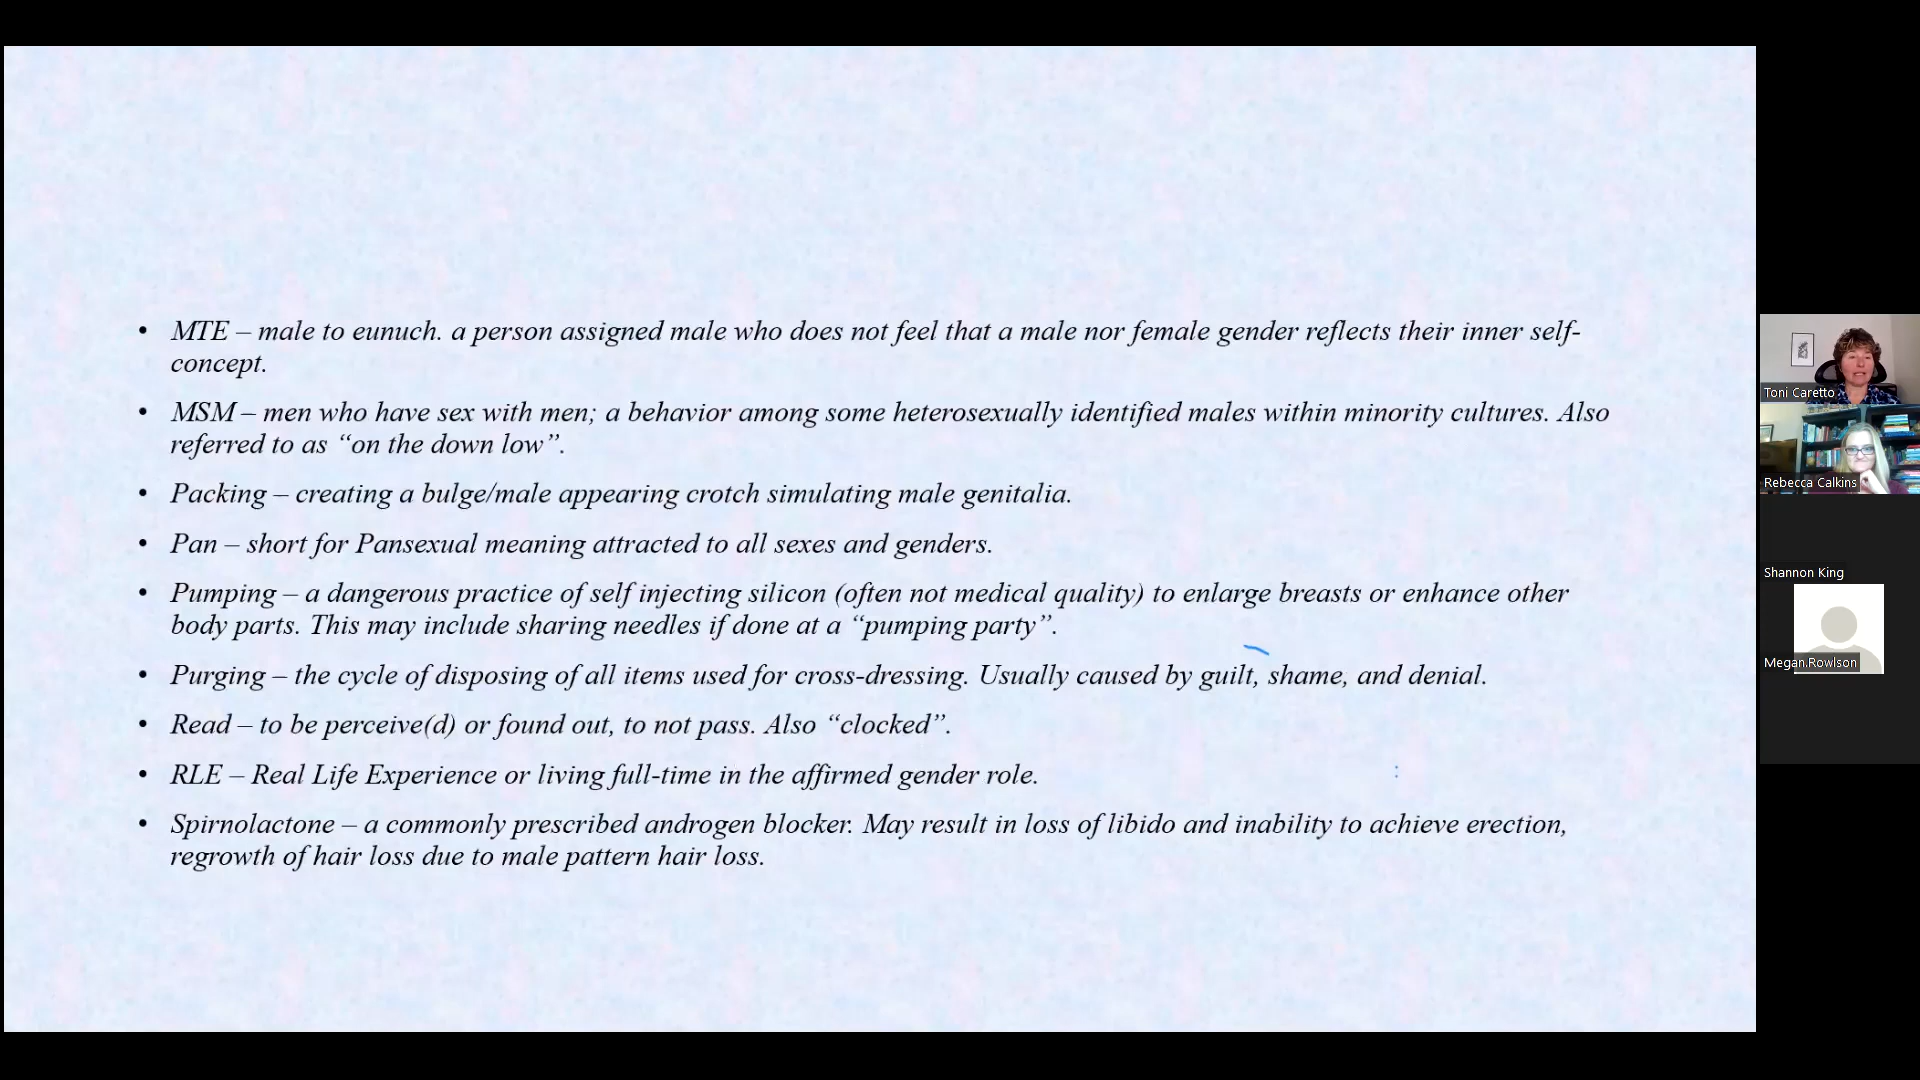 • MTE – male to eunuch. a person assigned male who does not feel that a male nor female gender reflects their inner self-
concept.
• MSM – men who have sex with men; a behavior among some heterosexually identified males within minority cultures. Also
referred to as “on the down low”.
• Packing – creating a bulge/male appearing crotch simulating male genitalia.
• Pan – short for Pansexual meaning attracted to all sexes and genders.
• Pumping – a dangerous practice of self injecting silicon (often not medical quality) to enlarge breasts or enhance other
body parts. This may include sharing needles if done at a “pumping party”.
• Purging – the cycle of disposing of all items used for cross-dressing. Usually caused by guilt, shame, and denial.
• Read – to be perceive(d) or found out, to not pass. Also “clocked”.
• RLE – Real Life Experience or living full-time in the affirmed gender role.
• Spirnolactone – a commonly prescribed androgen blocker. May result in loss of libido and inability to achieve erection,
regrowth of hair loss due to male pattern hair loss.
Toni Caretto
Rebecca Calkins
Shannon King
Megan.Rowlson